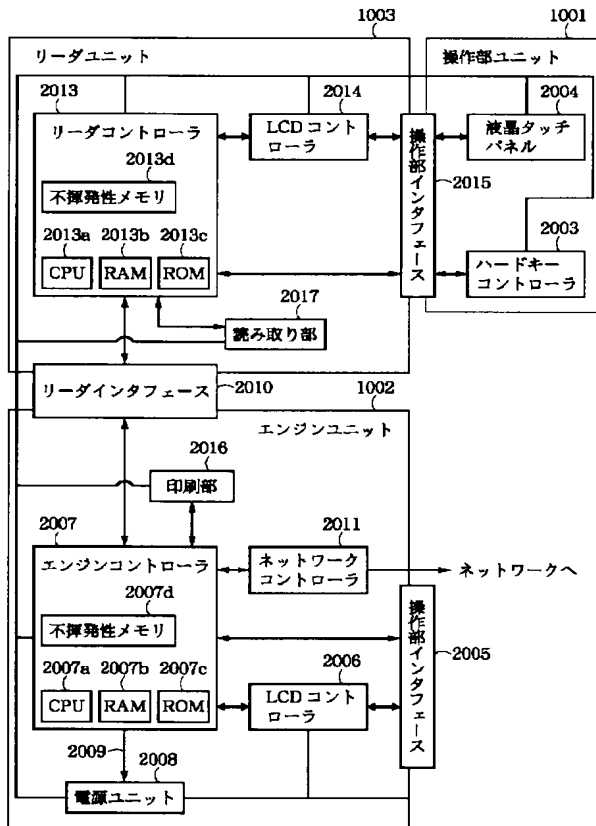 1003
1001
リーダユニット
操作部ユニット
2013
2014
2004
リーダコントローラ
LCDコント
ローラ
液晶タッチ
パネル
操作部インタフェース
2015
2013d
不揮発性メモリ
2013a
2013b
2013c
CPU
RAM
ROM
2003
ハードキー
コントローラ
2017
読み取り部
リーダインタフェース
2010
1002
エンジンユニット
2016
印刷部
2007
2011
エンジンコントローラ
ネットワーク
コントローラ
ネットワークへ
2007d
不揮発性メモリ
操作部インタフェース
2005
2007a
2007b
2007c
2006
CPU
RAM
ROM
LCDコント
ローラ
2009
2008
電源ユニット